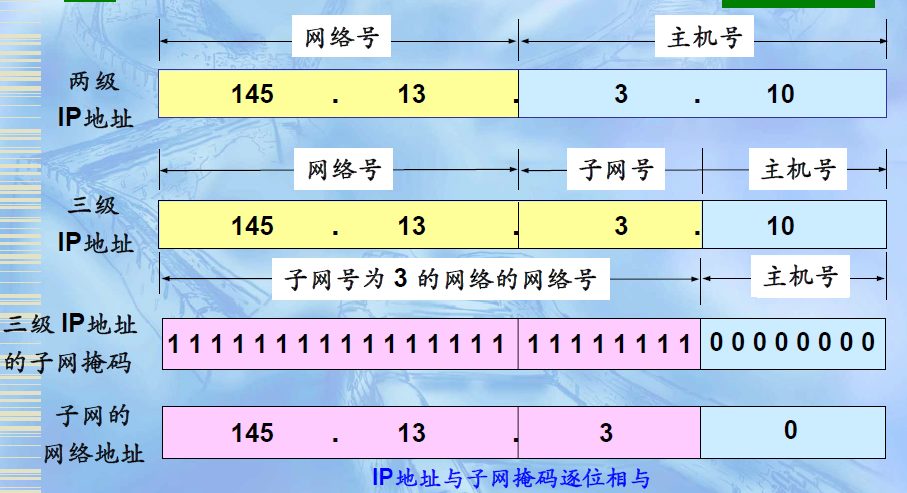 网络号 主机号
两级
IP地址
145 . 13 . 3 . 10
网络号 子网号 主机号
三级
IP地址
145 . 13 . 3 . 10
子网号为 3 的网络的网络号 主机号
三级 IP地址
的子网掩码
1 1 1 1 1 1 1 1 1 1 1 1 1 1 1 1 1 1 1 1 1 1 1 1 0 0 0 0 0 0 0 0
子网的
网络地址
145 . 13 . 3 0
IP地址与子网掩码逐位相与